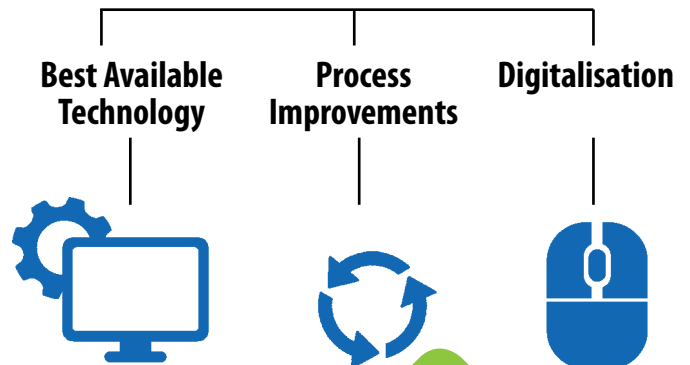 Best Available
Technology
Process
Improvements
Digitalisation